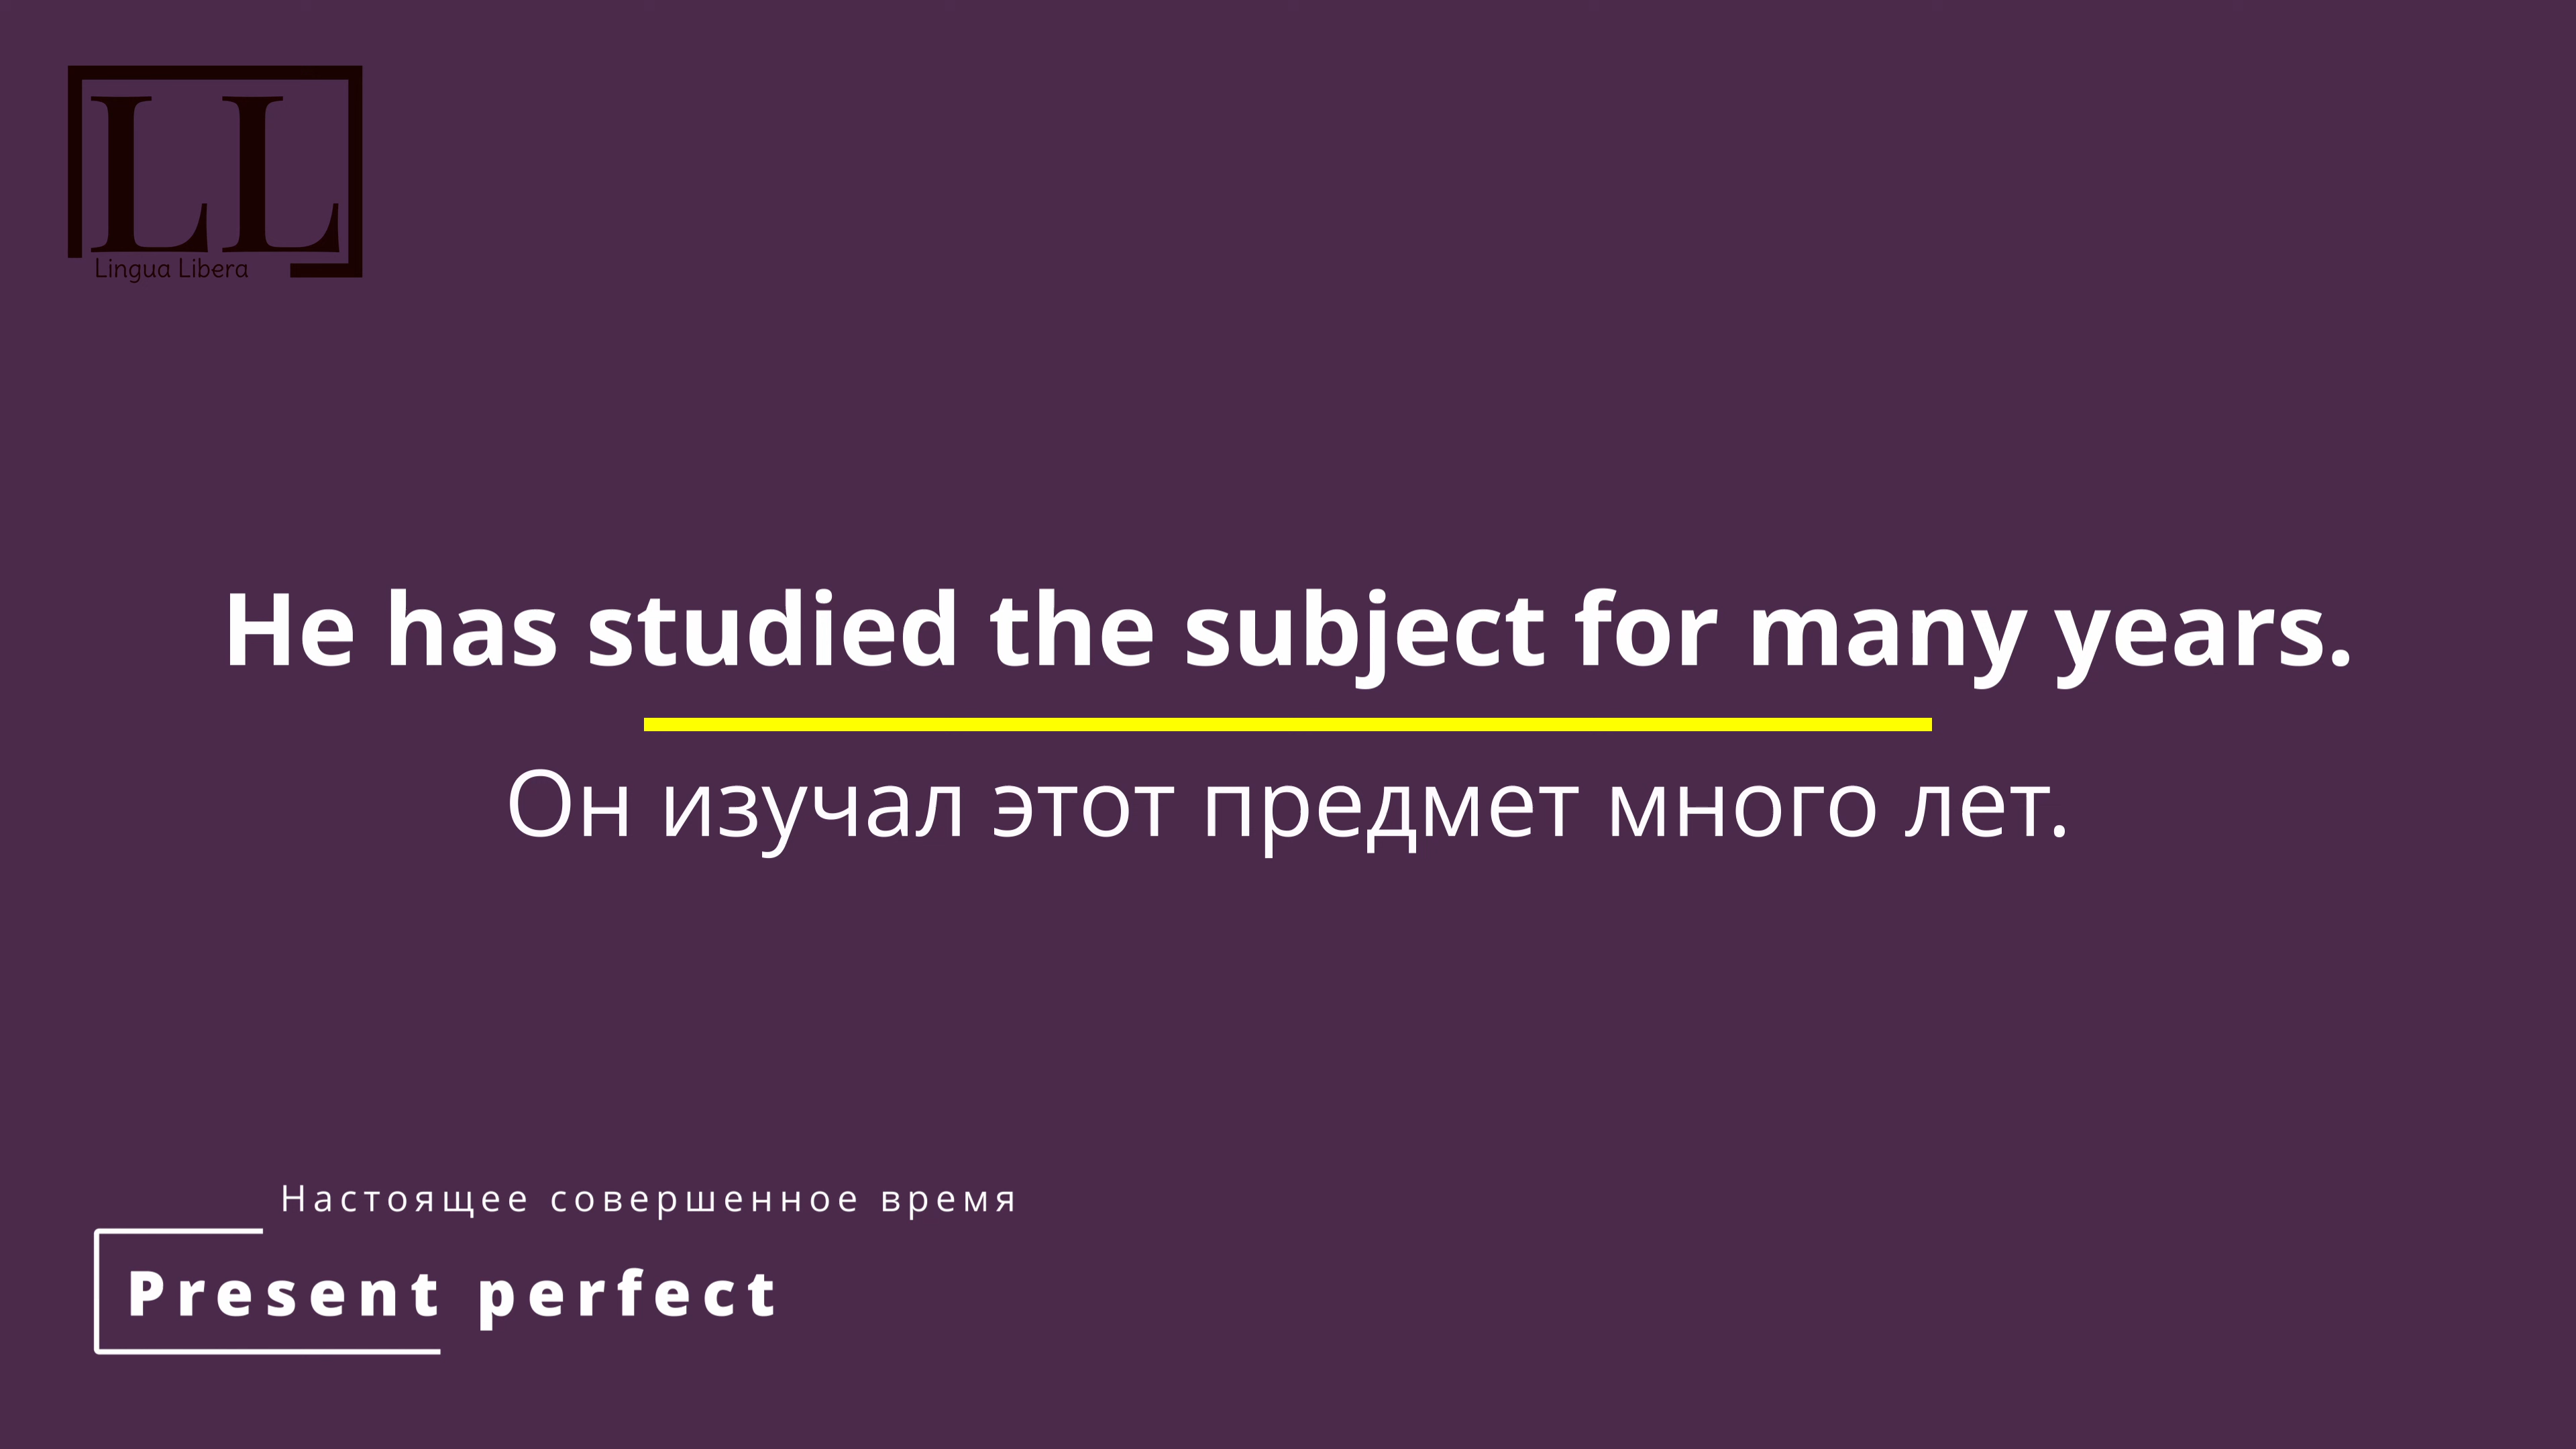 LL
Lingua Libera
He has studied the subject for many years.
Он изучал этот предмет много лет.
Настоящее совершенное время
Present perfect